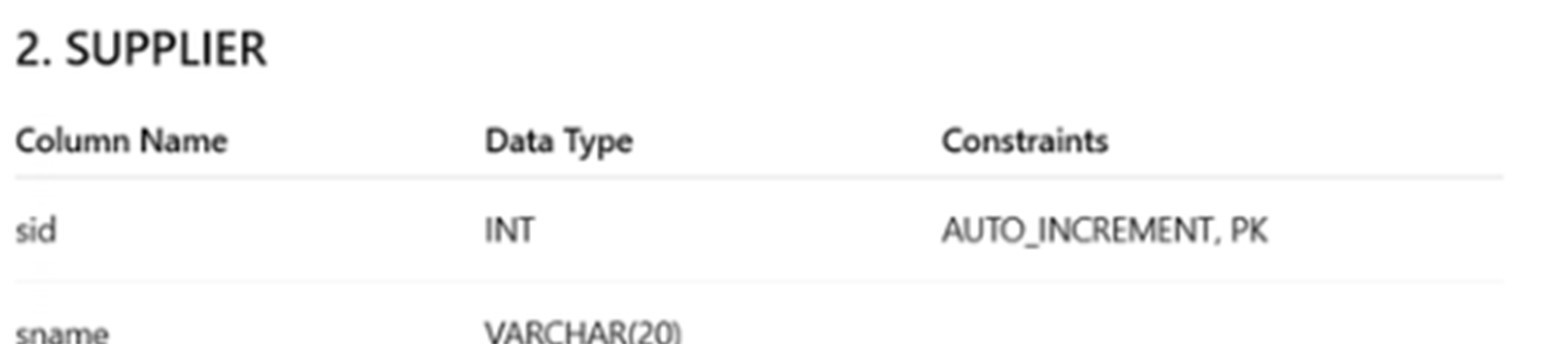 2. SUPPLIER
Column Name Data Type Constraints
sid INT AUTO_INCREMENT, PK
sname VARCHAR(20)